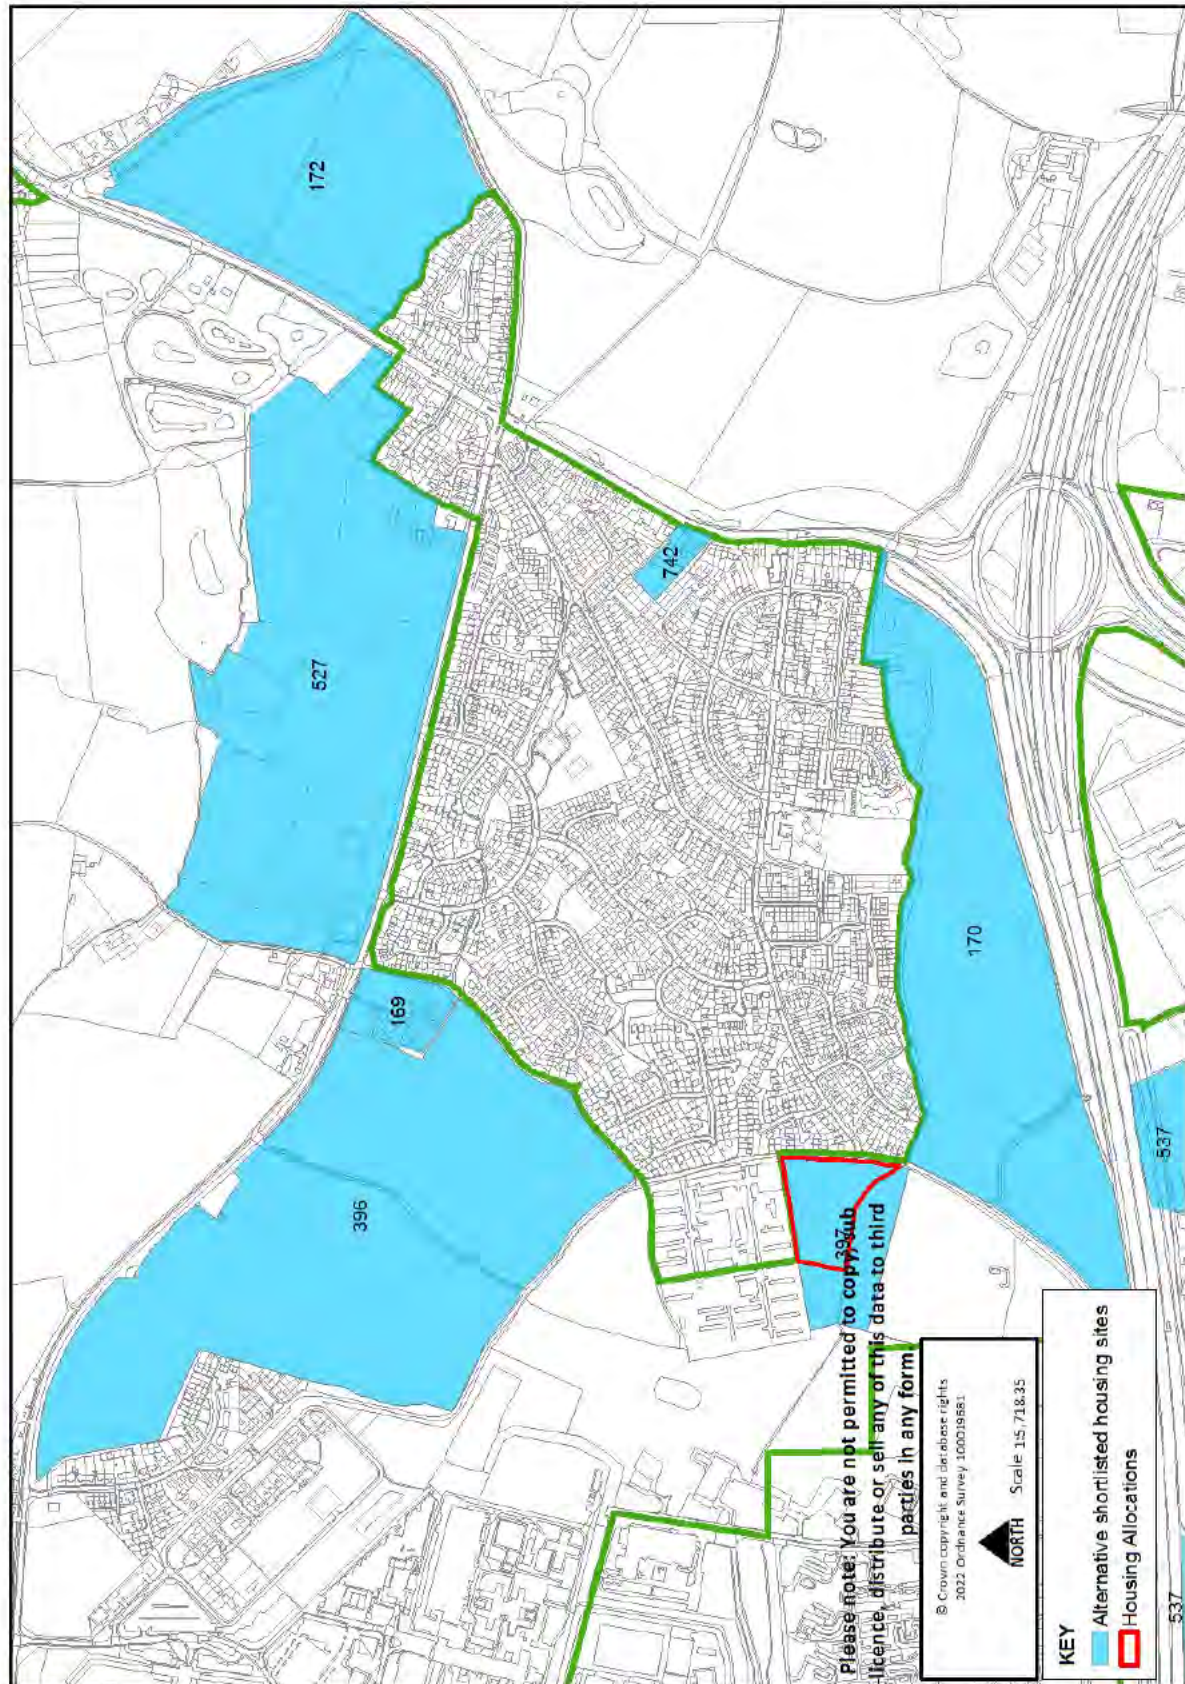 172
527
742
169
170
396
397
537
537
Please note: You are not permitted to copy, sub
licence, distribute or sell any of this data to third
parties in any form.
© Crown copyright and database rights
2022 Ordnance Survey 100019681
NORTH Scale 1:15,718.35
KEY
Alternative shortlisted housing sites
Housing Allocations